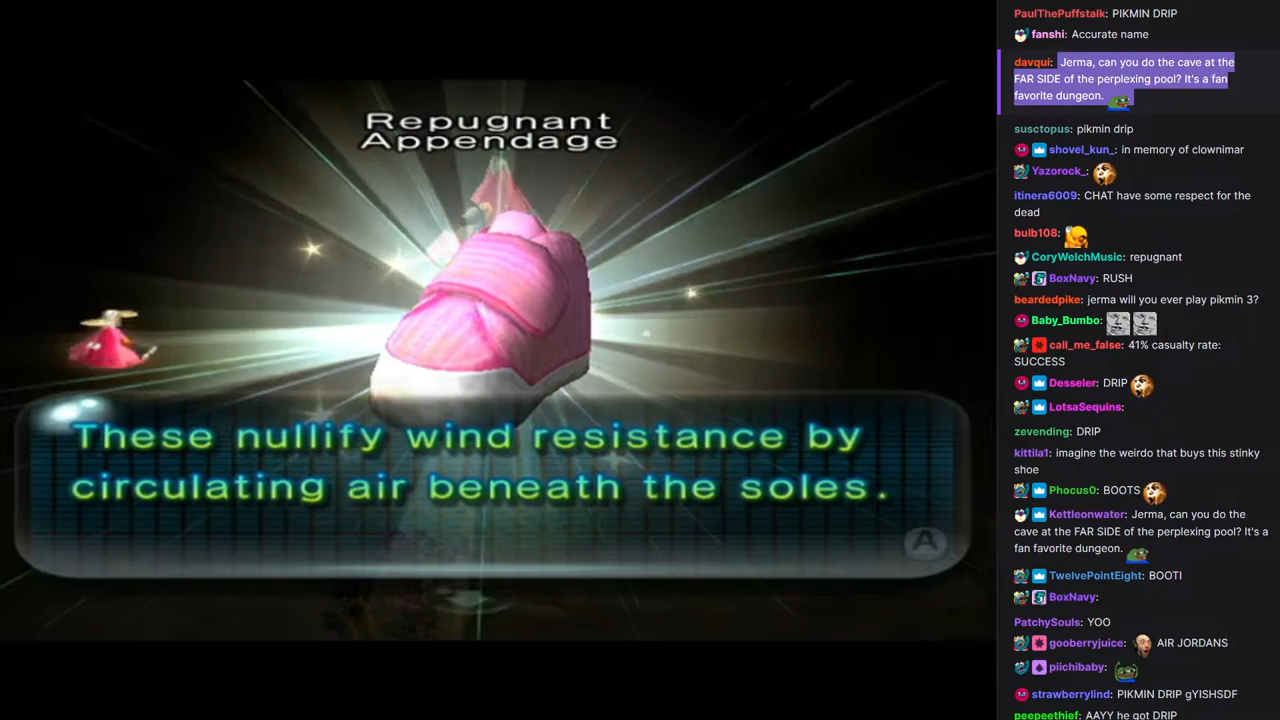 Repugnant
Appendage
These nullify wind resistance by
circulating air beneath the soles.
A
PaulThePuffstalk: PIKMIN DRIP
fanshi: Accurate name
davqui: Jerma, can you do the cave at the
FAR SIDE of the perplexing pool? It's a fan
favorite dungeon.
susctopus: pikmin drip
shovel_kun_: in memory of clownimar
Yazorock_:
itinera6009: CHAT have some respect for the
dead
bulb108:
CoryWelchMusic: repugnant
BoxNavy: RUSH
beardedpike: jerma will you ever play pikmin 3?
Baby_Bumbo:
call_me_false: 41% casualty rate:
SUCCESS
Desseler: DRIP
LotsaSequins:
zevending: DRIP
kittila1: imagine the weirdo that buys this stinky
shoe
Phocus0: BOOTS
Kettleonwater: Jerma, can you do the
cave at the FAR SIDE of the perplexing pool? It's a
fan favorite dungeon.
TwelvePointEight: BOOTI
BoxNavy:
PatchySouls: YOO
gooberryjuice: AIR JORDANS
piichibaby:
strawberrylind: PIKMIN DRIP gYISHSDF
peepeethief: AAYY he got DRIP